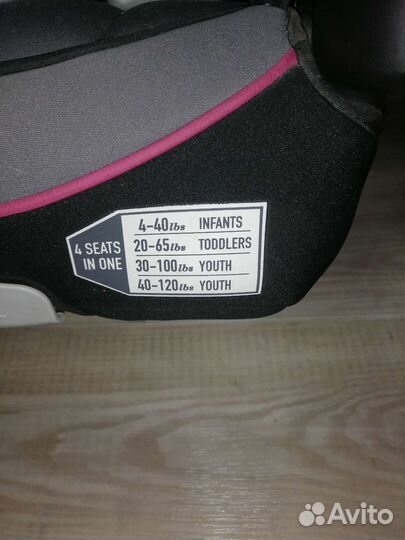 4 SEATS
IN ONE
4-40lbs INFANTS
20-65lbs TODDLERS
30-100lbs YOUTH
40-120lbs YOUTH
Avito